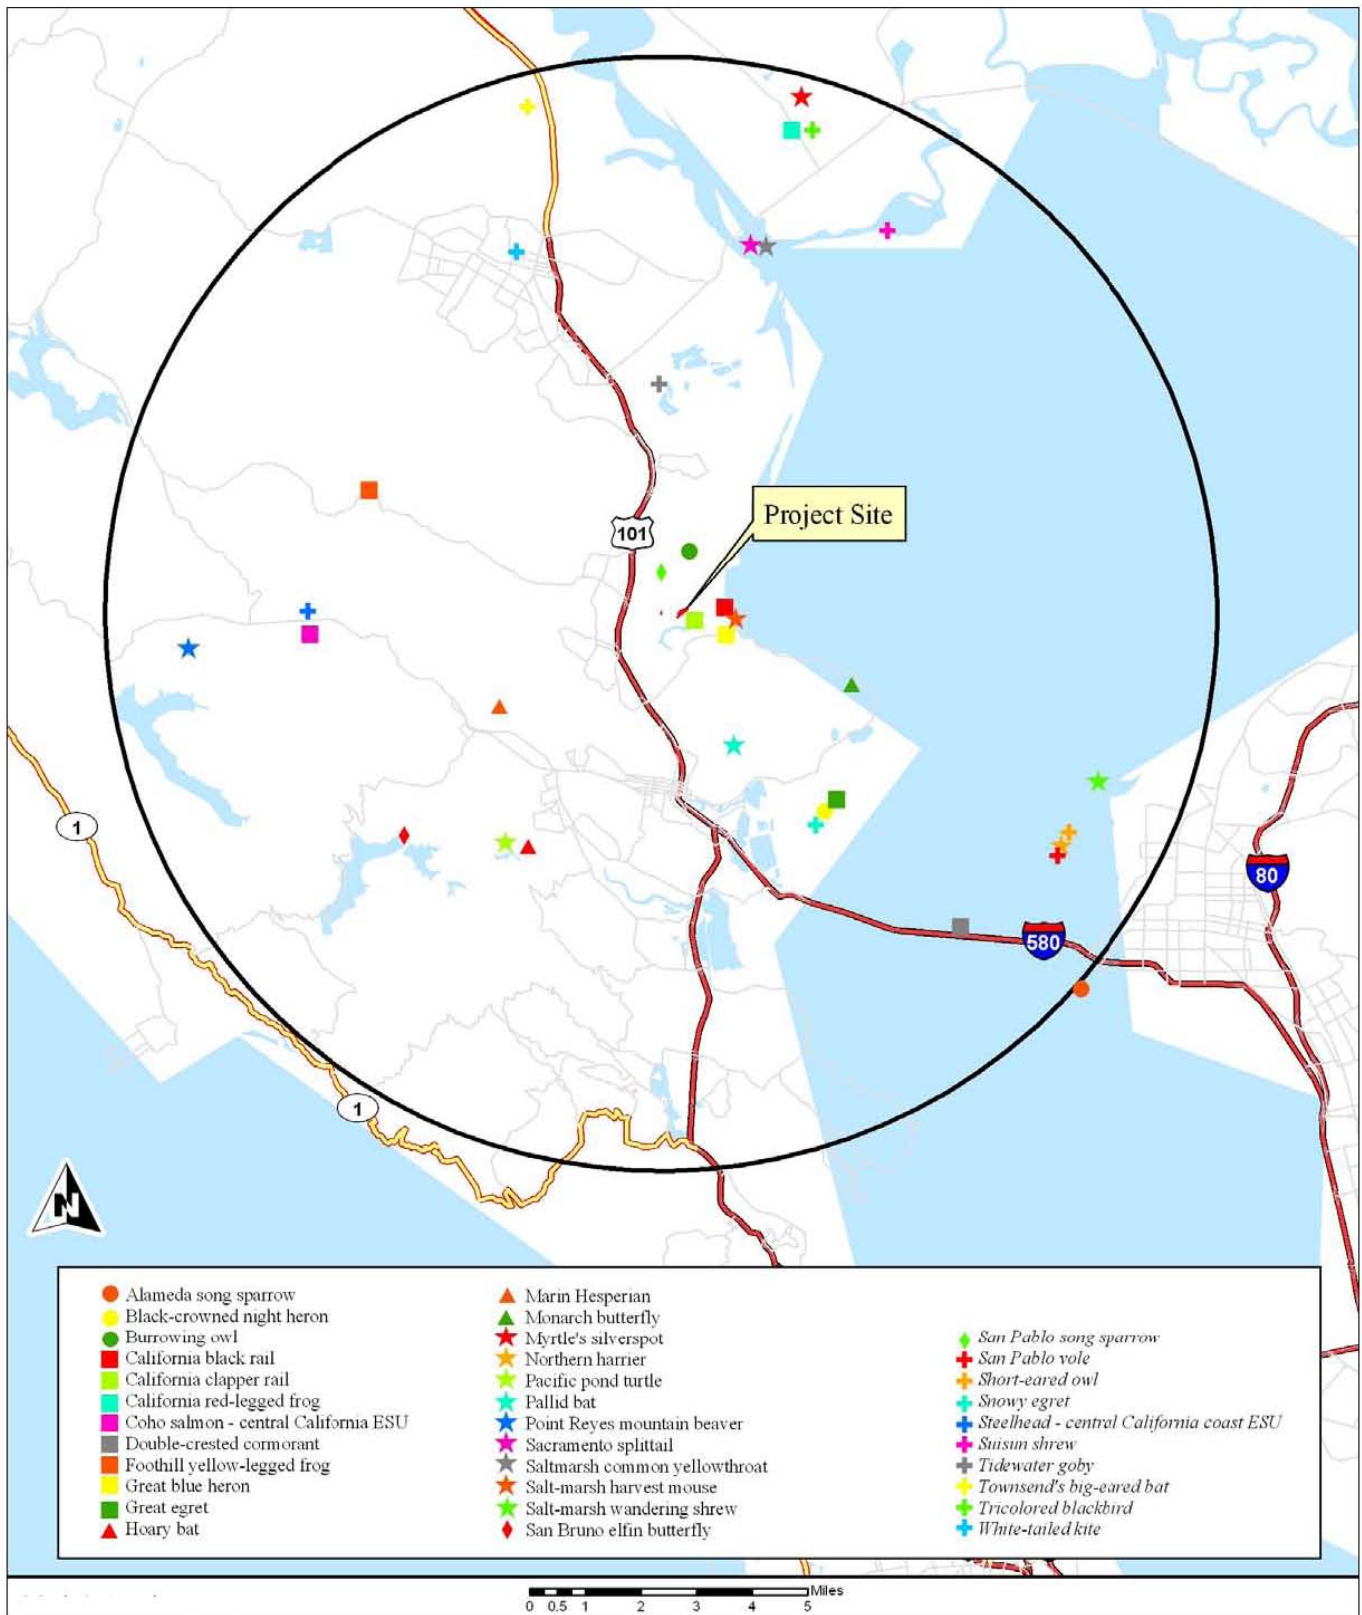 Project Site
101
1
80
580
1
N
Alameda song sparrow
Black-crowned night heron
Burrowing owl
California black rail
California clapper rail
California red-legged frog
Coho salmon - central California ESU
Double-crested cormorant
Foothill yellow-legged frog
Great blue heron
Great egret
Hoary bat
Marin Hesperian
Monarch butterfly
Myrtle's silverspot
Northern harrier
Pacific pond turtle
Pallid bat
Point Reyes mountain beaver
Sacramento splittail
Saltmarsh common yellowthroat
Salt-marsh harvest mouse
Salt-marsh wandering shrew
San Bruno elfin butterfly
San Pablo song sparrow
San Pablo vole
Short-eared owl
Snowy egret
Steelhead - central California coast ESU
Suisun shrew
Tidewater goby
Townsend's big-eared bat
Tricolored blackbird
White-tailed kite
Miles
0 0.5 1 2 3 4 5